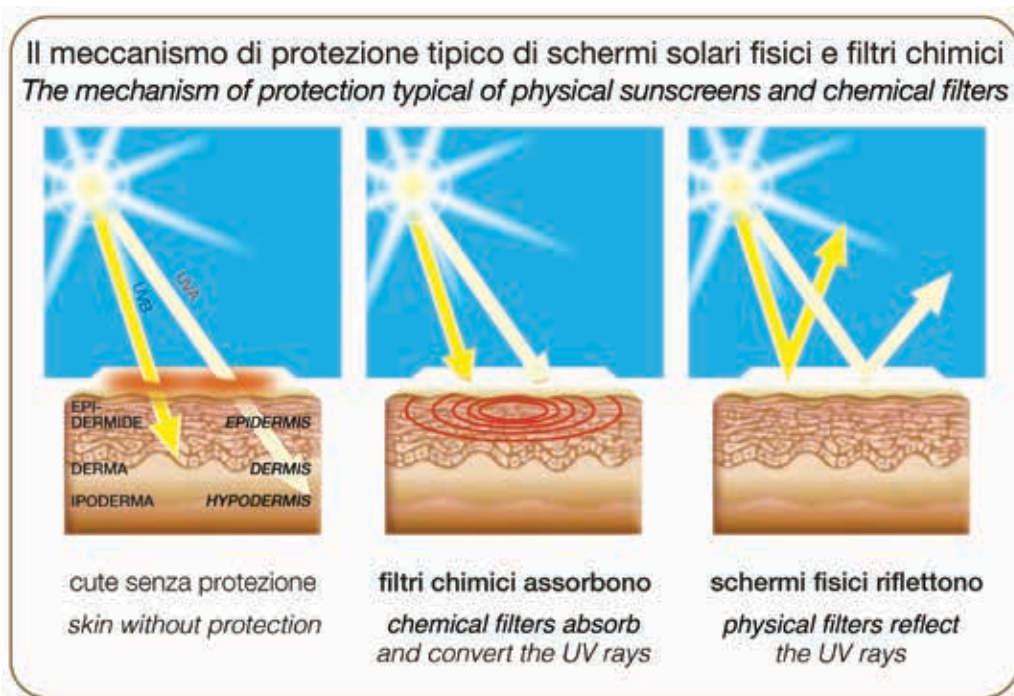 Il meccanismo di protezione tipico di schermi solari fisici e filtri chimici
The mechanism of protection typical of physical sunscreens and chemical filters
UVB
UVA
EPI-
DERMIDE
EPIDERMIS
DERMA
DERMIS
IPODERMA
HYPODERMIS
cute senza protezione
skin without protection
filtri chimici assorbono
chemical filters absorb
and convert the UV rays
schermi fisici riflettono
physical filters reflect
the UV rays